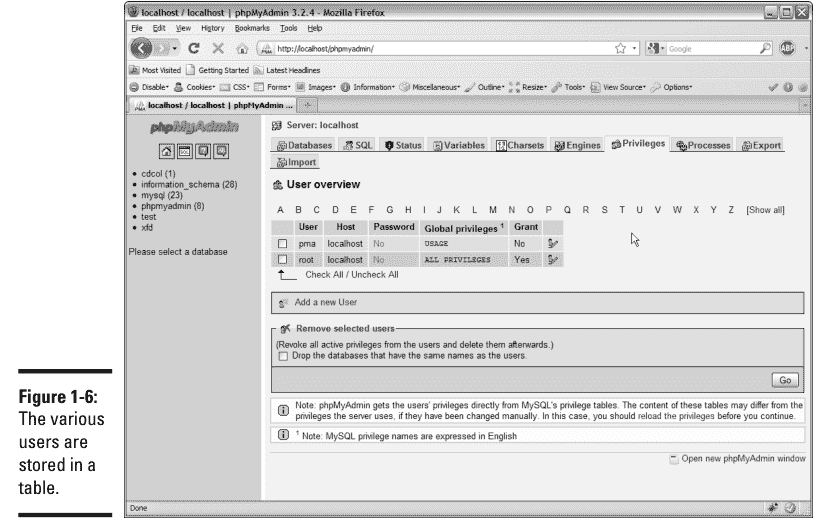 localhost / localhost | phpMyAdmin 3.2.4 - Mozilla Firefox
File Edit View History Bookmarks Tools Help
http://localhost/phpmyadmin/
Google
ABP
Most Visited Getting Started Latest Headlines
Disable Cookies CSS Forms Images Information Miscellaneous Outline Resize Tools View Source Options
localhost / localhost | phpMyAdmin ...
phpMyAdmin
Server: localhost
Databases SQL Status Variables Charsets Engines Privileges Processes Export
Import
SQL
cdcol (1)
information_schema (28)
mysql (23)
phpmyadmin (8)
test
xfd
Please select a database
User overview
A B C D E F G H I J K L M N O P Q R S T U V W X Y Z [Show all]
User Host Password Global privileges 1 Grant
pma localhost No USAGE No
root localhost No ALL PRIVILEGES Yes
Check All / Uncheck All
Add a new User
Remove selected users
(Revoke all active privileges from the users and delete them afterwards.)
Drop the databases that have the same names as the users.
Go
Note: phpMyAdmin gets the users' privileges directly from MySQL's privilege tables. The content of these tables may differ from the
privileges the server uses, if they have been changed manually. In this case, you should reload the privileges before you continue.
1 Note: MySQL privilege names are expressed in English
Open new phpMyAdmin window
Done
Figure 1-6:
The various
users are
stored in a
table.